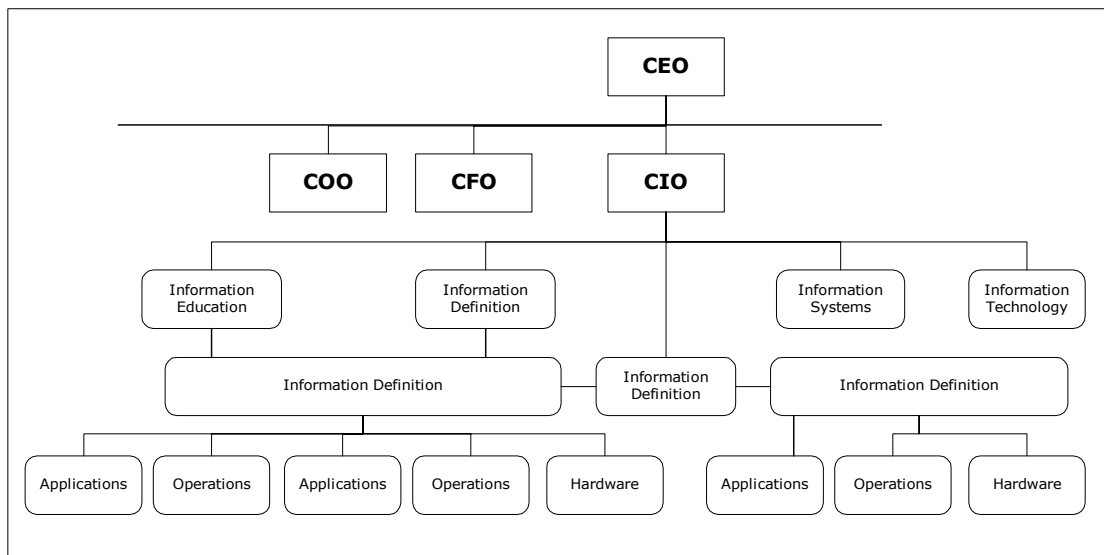 CEO
COO
CFO
CIO
Information
Education
Information
Definition
Information
Systems
Information
Technology
Information Definition
Information
Definition
Information Definition
Applications
Operations
Applications
Operations
Hardware
Applications
Operations
Hardware